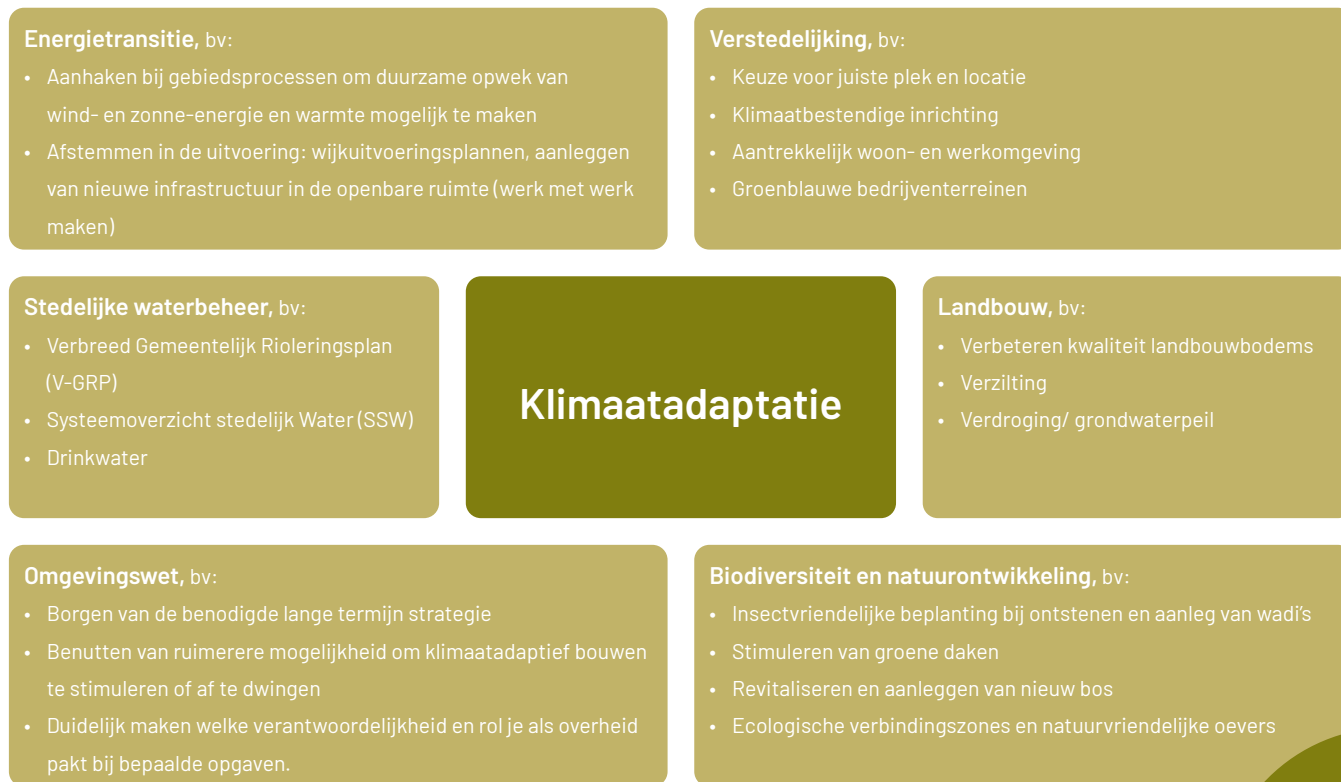 Energietransitie, bv:
• Aanhaken bij gebiedsprocessen om duurzame opwek van
wind- en zonne-energie en warmte mogelijk te maken
• Afstemmen in de uitvoering: wijkuitvoeringsplannen, aanleggen
van nieuwe infrastructuur in de openbare ruimte (werk met werk
maken)
Verstedelijking, bv:
• Keuze voor juiste plek en locatie
• Klimaatbestendige inrichting
• Aantrekkelijk woon- en werkomgeving
• Groenblauwe bedrijventerreinen
Stedelijke waterbeheer, bv:
• Verbreed Gemeentelijk Rioleringsplan
(V-GRP)
• Systeemoverzicht stedelijk Water (SSW)
• Drinkwater
Klimaatadaptatie
Landbouw, bv:
• Verbeteren kwaliteit landbouwbodems
• Verzilting
• Verdroging/ grondwaterpeil
Omgevingswet, bv:
• Borgen van de benodigde lange termijn strategie
• Benutten van ruimerere mogelijkheid om klimaatadaptief bouwen
te stimuleren of af te dwingen
• Duidelijk maken welke verantwoordelijkheid en rol je als overheid
pakt bij bepaalde opgaven.
Biodiversiteit en natuurontwikkeling, bv:
• Insectvriendelijke beplanting bij ontstenen en aanleg van wadi's
• Stimuleren van groene daken
• Revitaliseren en aanleggen van nieuw bos
• Ecologische verbindingszones en natuurvriendelijke oevers